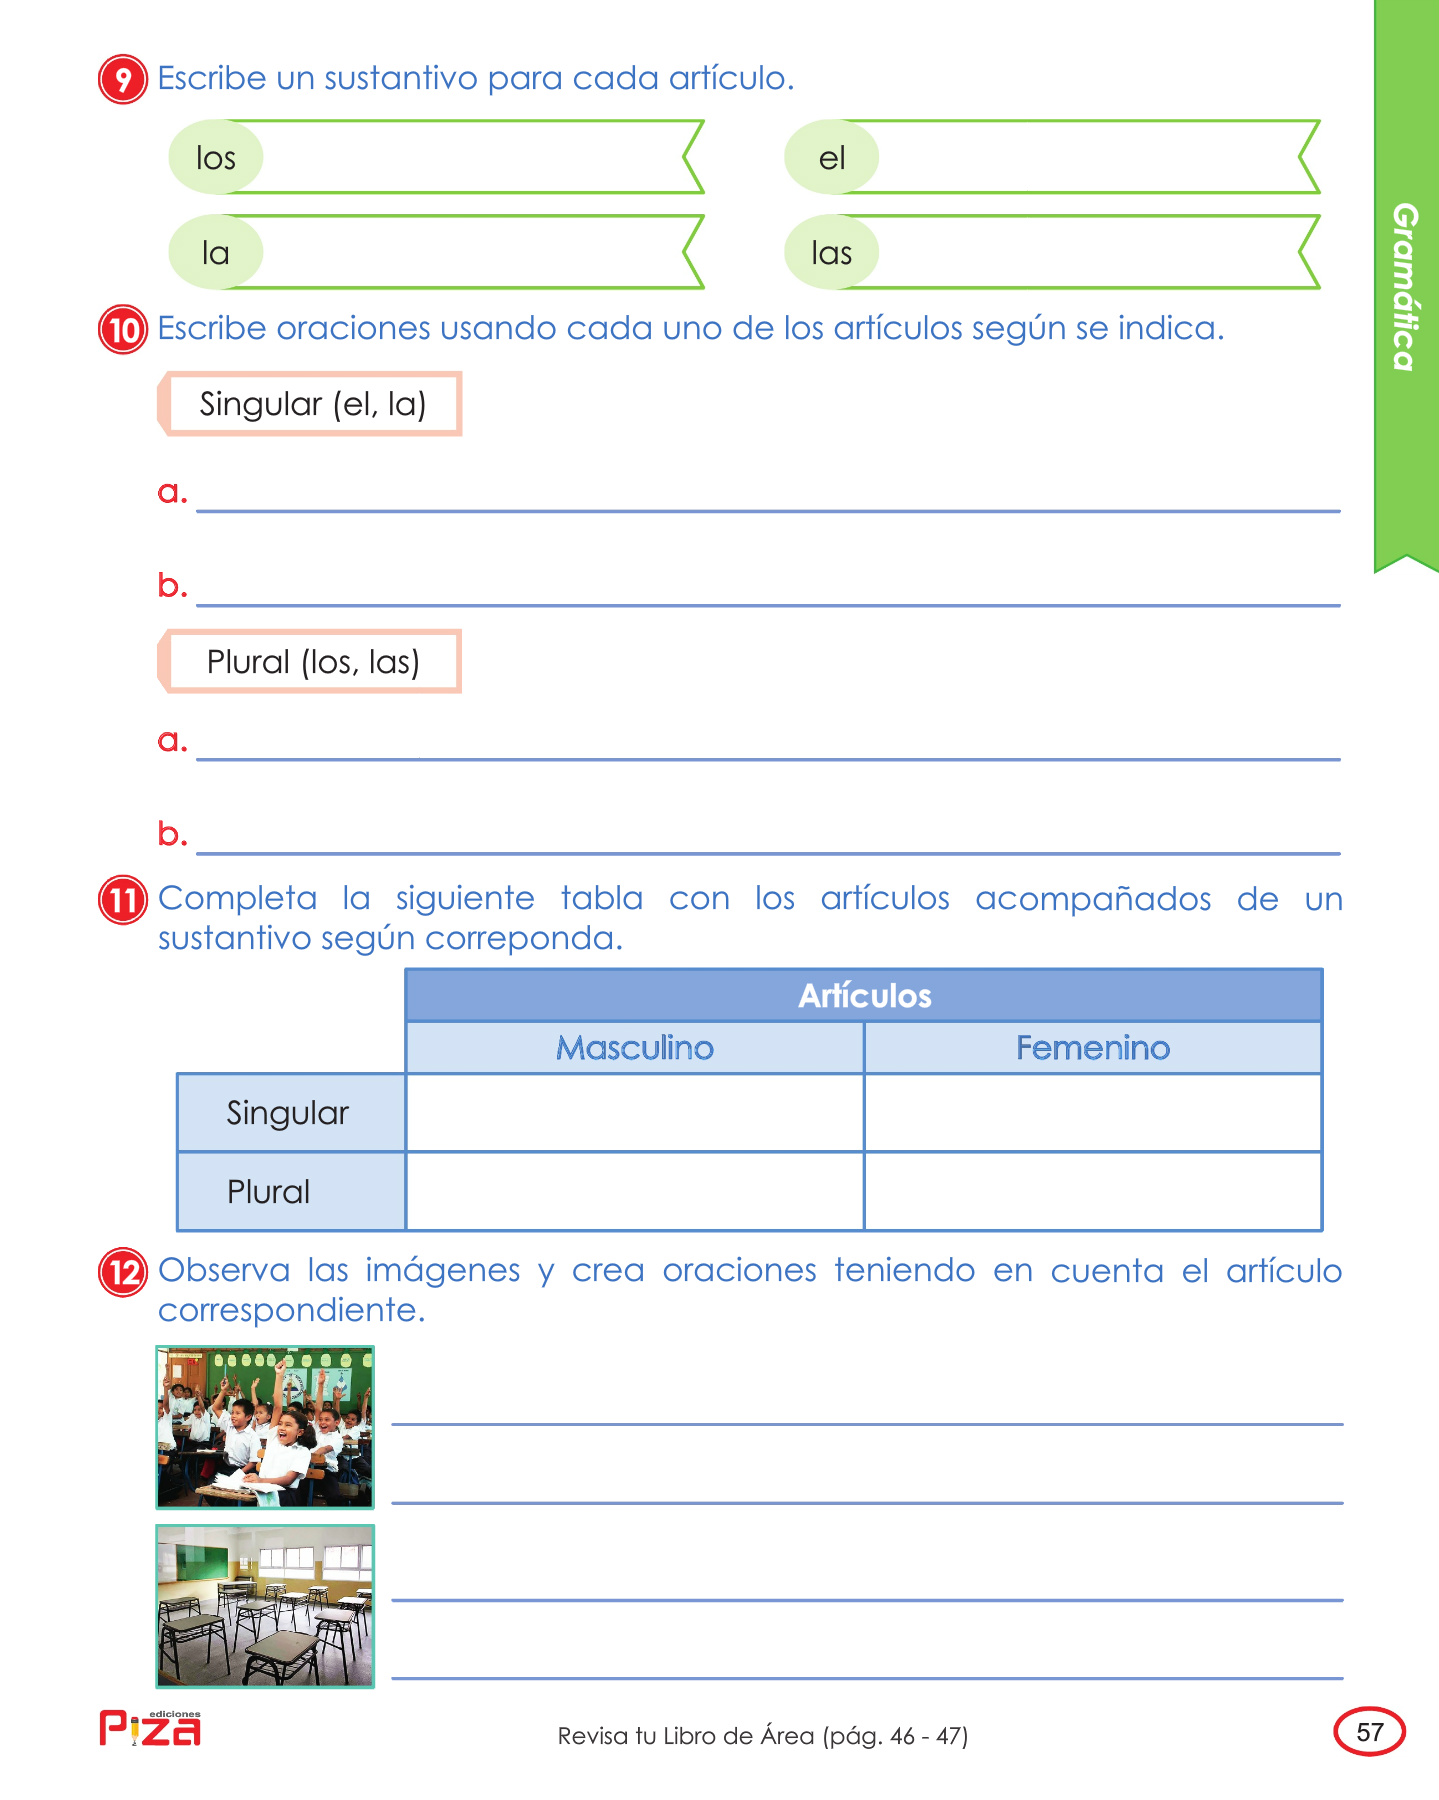 9 Escribe un sustantivo para cada artículo.
los
el
la
las
10 Escribe oraciones usando cada uno de los artículos según se indica.
Singular (el, la)
a.
b.
Plural (los, las)
a.
b.
11 Completa la siguiente tabla con los artículos acompañados de un
sustantivo según correponda.
Artículos
Masculino Femenino
Singular
Plural
12 Observa las imágenes y crea oraciones teniendo en cuenta el artículo
correspondiente.
Gramática
ediciones
Piza
Revisa tu Libro de Área (pág. 46 - 47)
57